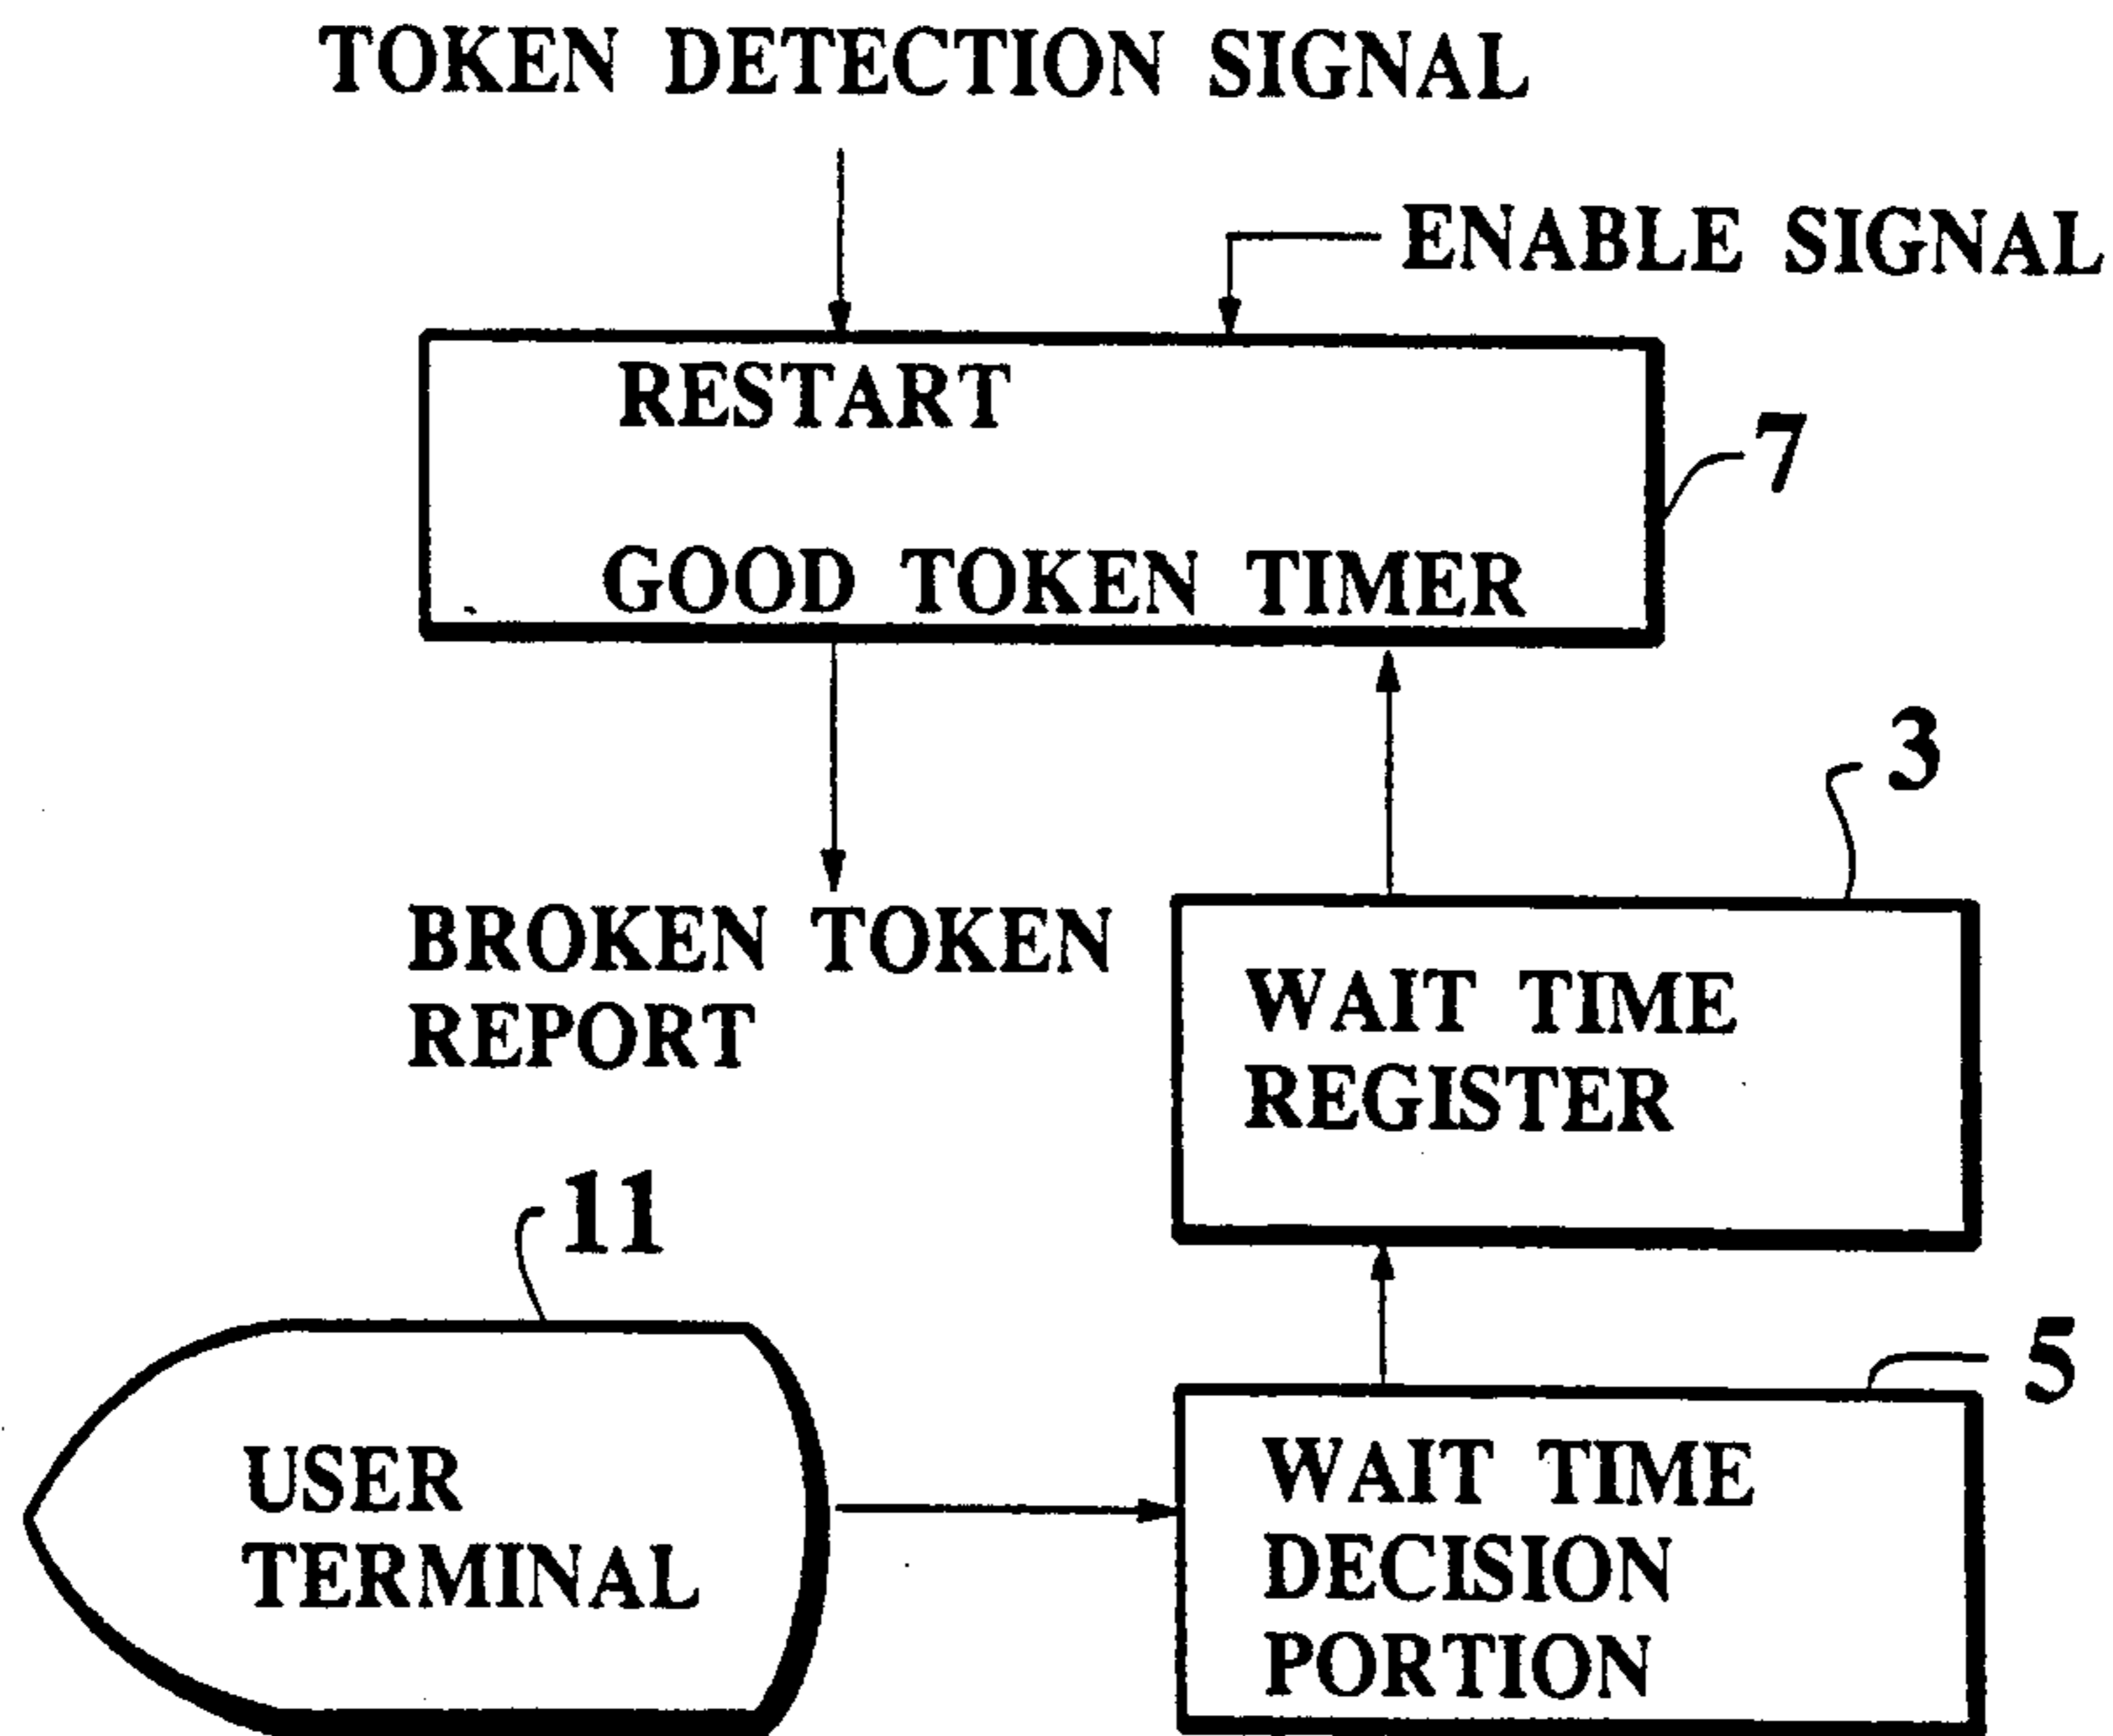 TOKEN DETECTION SIGNAL
ENABLE SIGNAL
RESTART
7
GOOD TOKEN TIMER
3
BROKEN TOKEN
REPORT
WAIT TIME
REGISTER
11
5
USER
TERMINAL
WAIT TIME
DECISION
PORTION